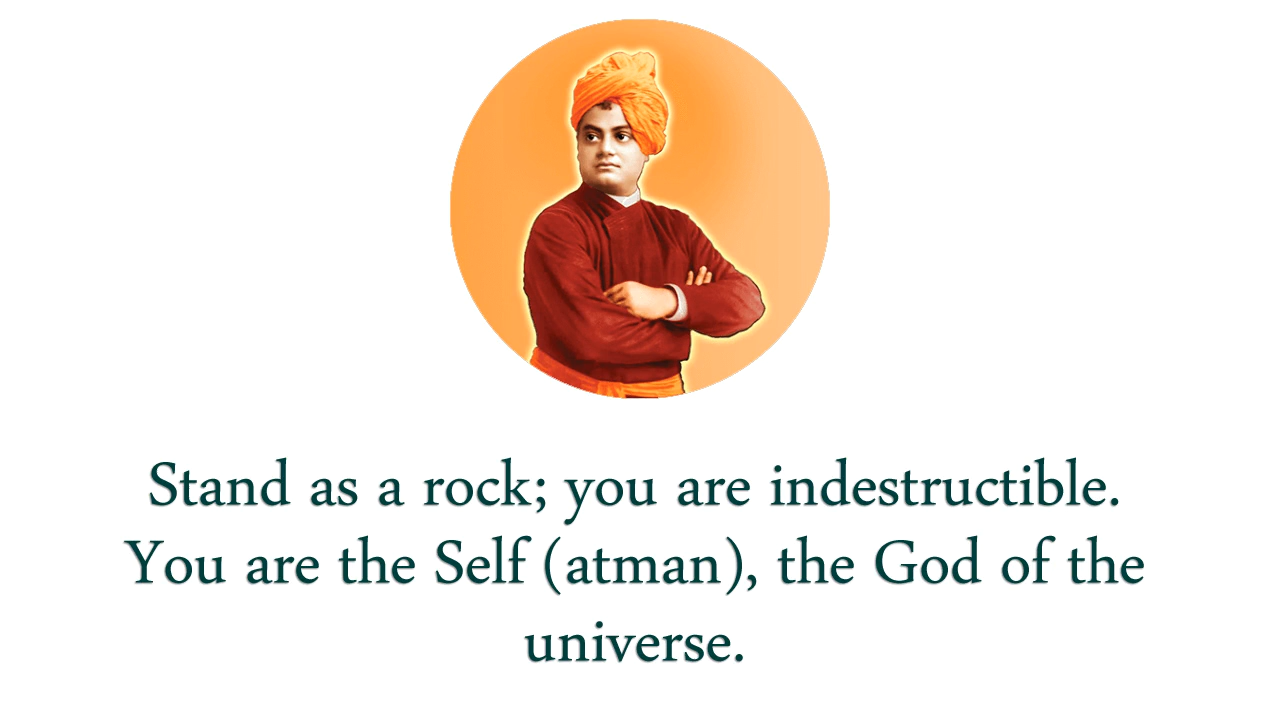 Stand as a rock; you are indestructible.
You are the Self (atman), the God of the
universe.